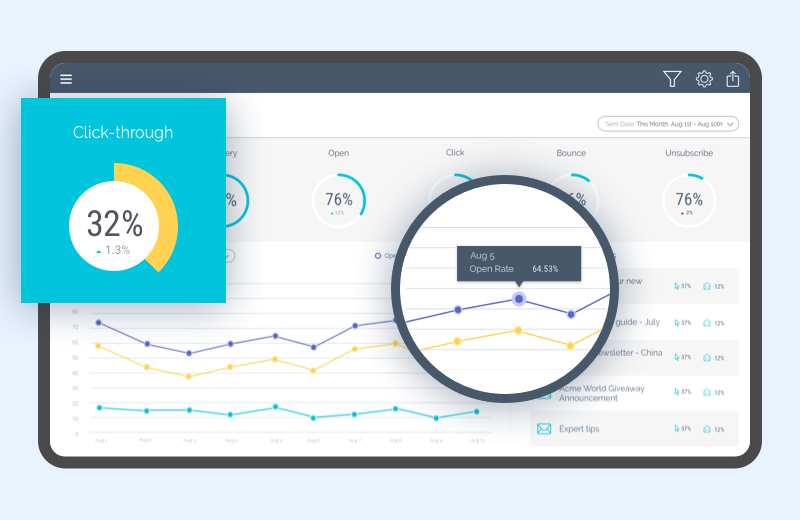 Sent Date: This Month, Aug 1st - Aug 10th
Click-through
32%
1.3%
ery
%
Open
76%
12%
Click
Bounce
6%
Unsubscribe
76%
2%
Ope
Aug 5
Open Rate 64.53%
ur new
37% 12%
guide - July
37% 12%
ewsletter - China
37% 12%
Acme World Giveaway
Announcement
37% 12%
Expert tips
37% 12%
80
70
60
50
40
30
20
10
0
Aug 1 Aug 2 Aug 3 Aug 4 Aug 5 Aug 6 Aug 7 Aug 8 Aug 9 Aug 10